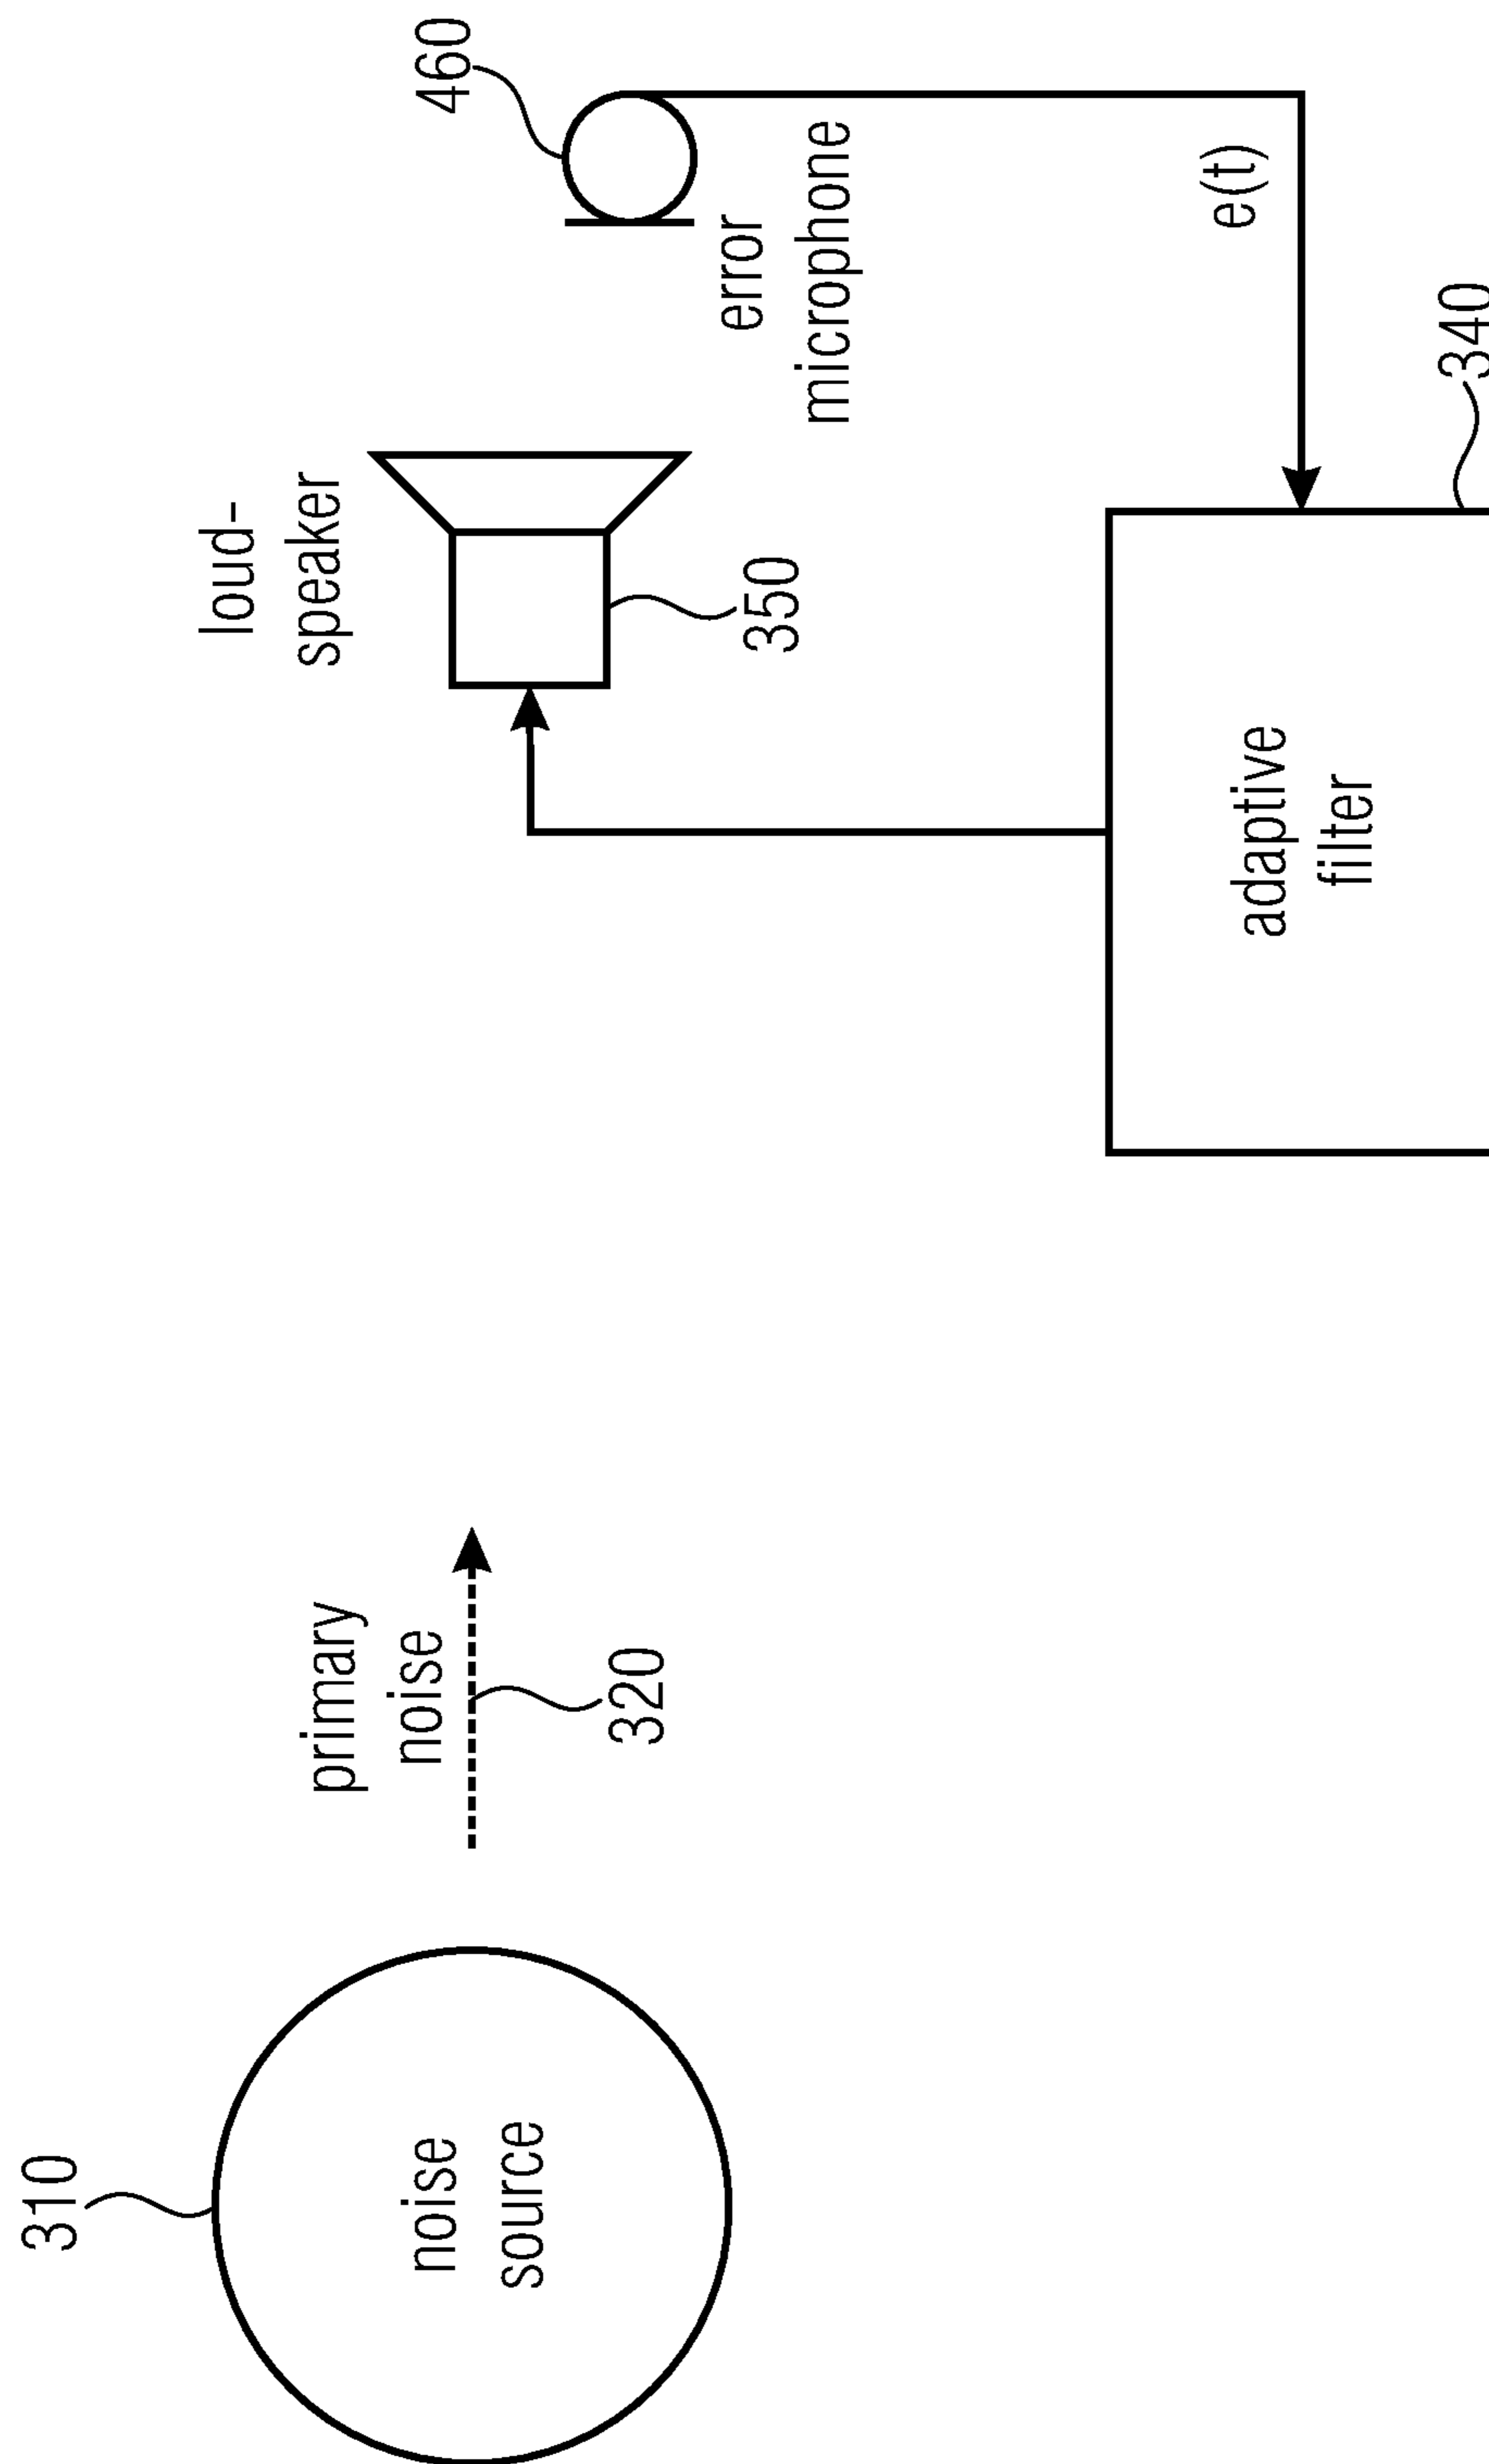 310
noise
source
primary
noise
320
loud-
speaker
350
460
error
microphone
e(t)
340
adaptive
filter